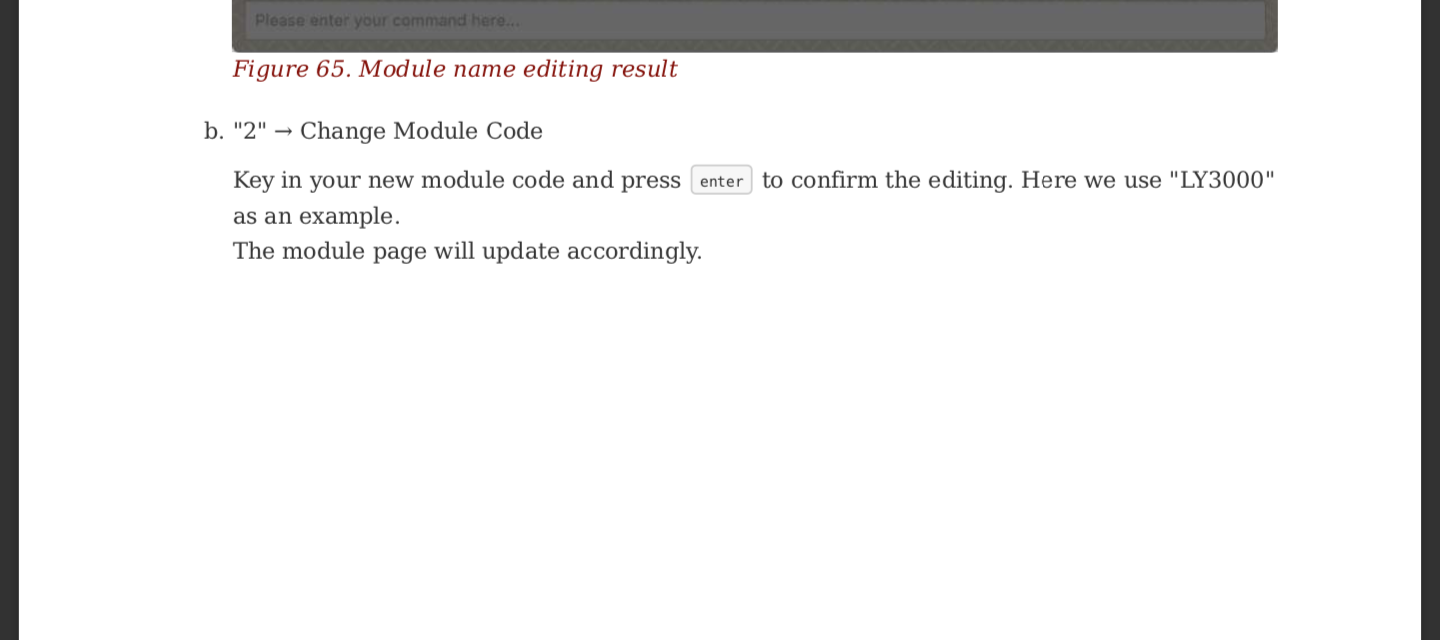 Please enter your command here...
Figure 65. Module name editing result
b. "2" → Change Module Code
Key in your new module code and press enter to confirm the editing. Here we use "LY3000"
as an example.
The module page will update accordingly.